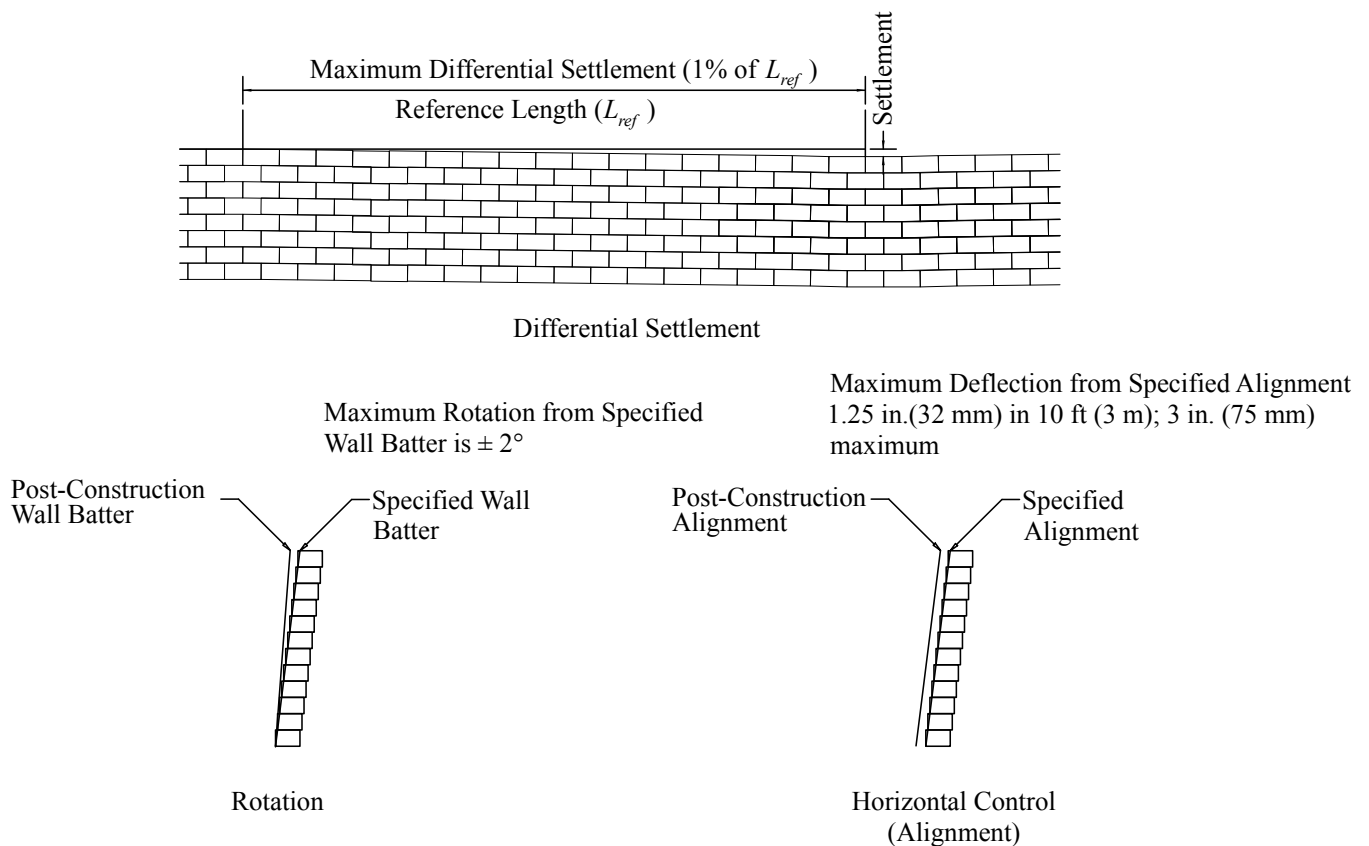 Maximum Differential Settlement (1% of L_ref )
Reference Length (L_ref )
Settlement
Differential Settlement
Maximum Rotation from Specified
Wall Batter is ± 2°
Post-Construction
Wall Batter
Specified Wall
Batter
Rotation
Maximum Deflection from Specified Alignment
1.25 in.(32 mm) in 10 ft (3 m); 3 in. (75 mm)
maximum
Post-Construction
Alignment
Specified
Alignment
Horizontal Control
(Alignment)